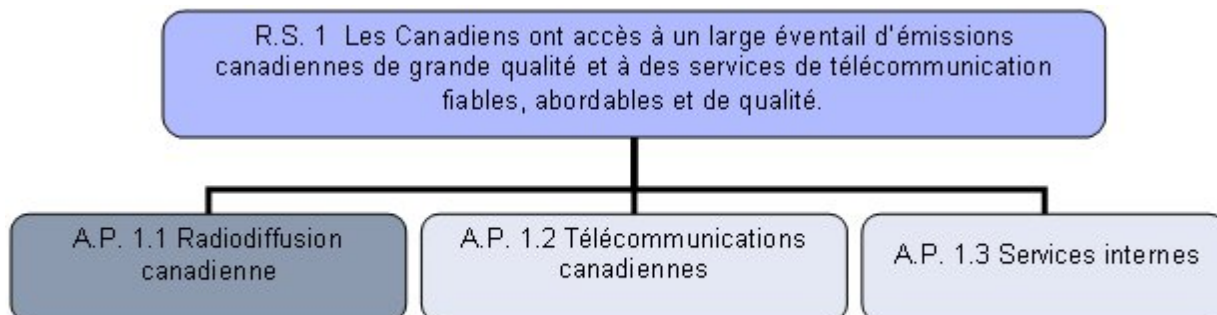 R.S. 1  Les Canadiens ont accès à un large éventail d'émissions
canadiennes de grande qualité et à des services de télécommunication
fiables, abordables et de qualité.
A.P. 1.1 Radiodiffusion
canadienne
A.P. 1.2 Télécommunications
canadiennes
A.P. 1.3 Services internes